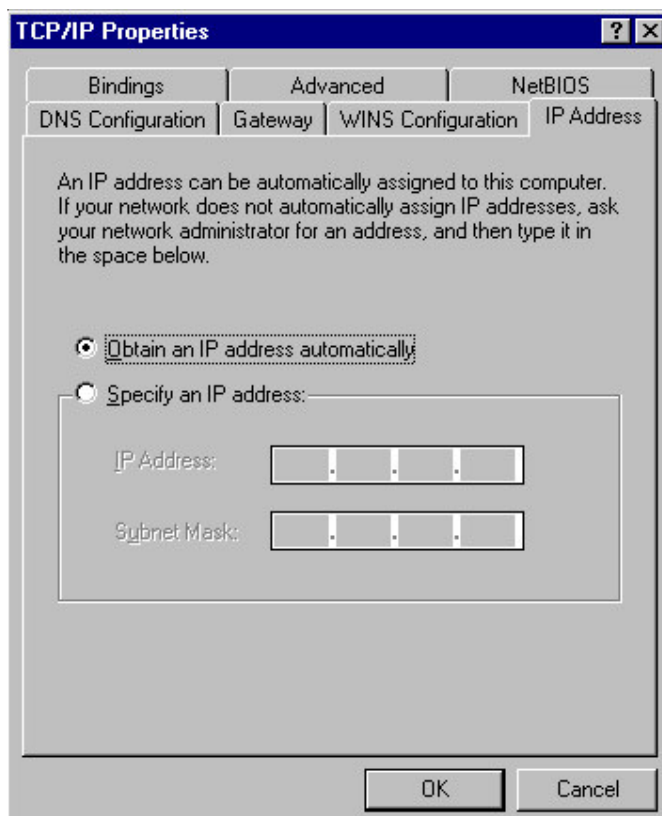 TCP/IP Properties
Bindings
Advanced
NetBIOS
DNS Configuration
Gateway
WINS Configuration
IP Address
An IP address can be automatically assigned to this computer.
If your network does not automatically assign IP addresses, ask
your network administrator for an address, and then type it in
the space below.
Obtain an IP address automatically
Specify an IP address:
IP Address:
. . .
Subnet Mask:
. . .
OK
Cancel